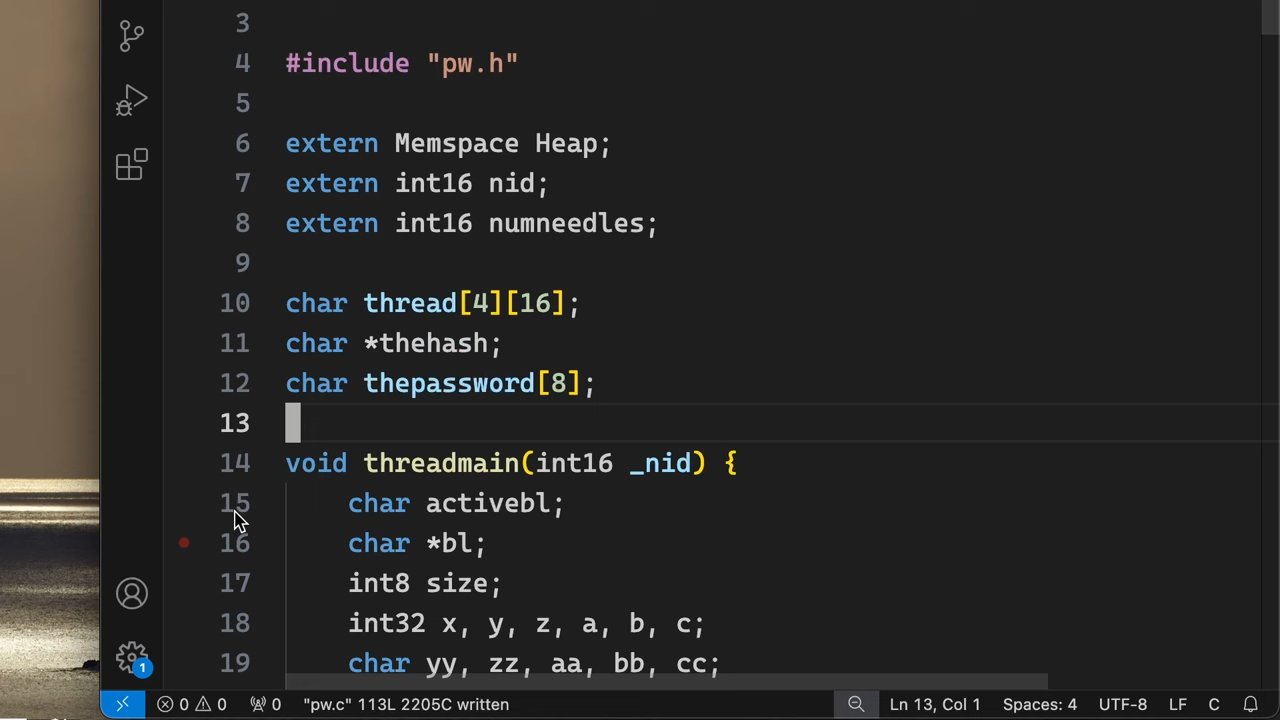 3
4 #include "pw.h"
5
6 extern Memspace Heap;
7 extern int16 nid;
8 extern int16 numneedles;
9
10 char thread[4][16];
11 char *thehash;
12 char thepassword[8];
13
14 void threadmain(int16 _nid) {
15 char activebl;
16 char *bl;
17 int8 size;
18 int32 x, y, z, a, b, c;
19 char yy, zz, aa, bb, cc;
1
0 0 0 "pw.c" 113L 2205C written Ln 13, Col 1 Spaces: 4 UTF-8 LF C